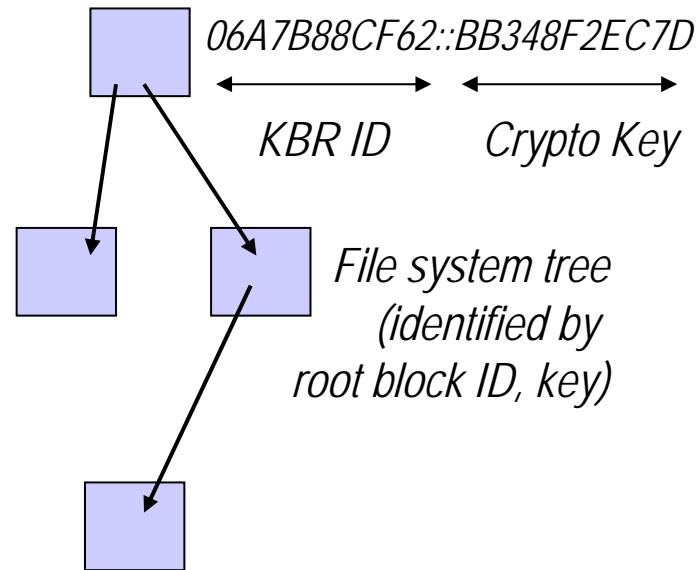 06A7B88CF62::BB348F2EC7D
KBR ID Crypto Key
File system tree
(identified by
root block ID, key)